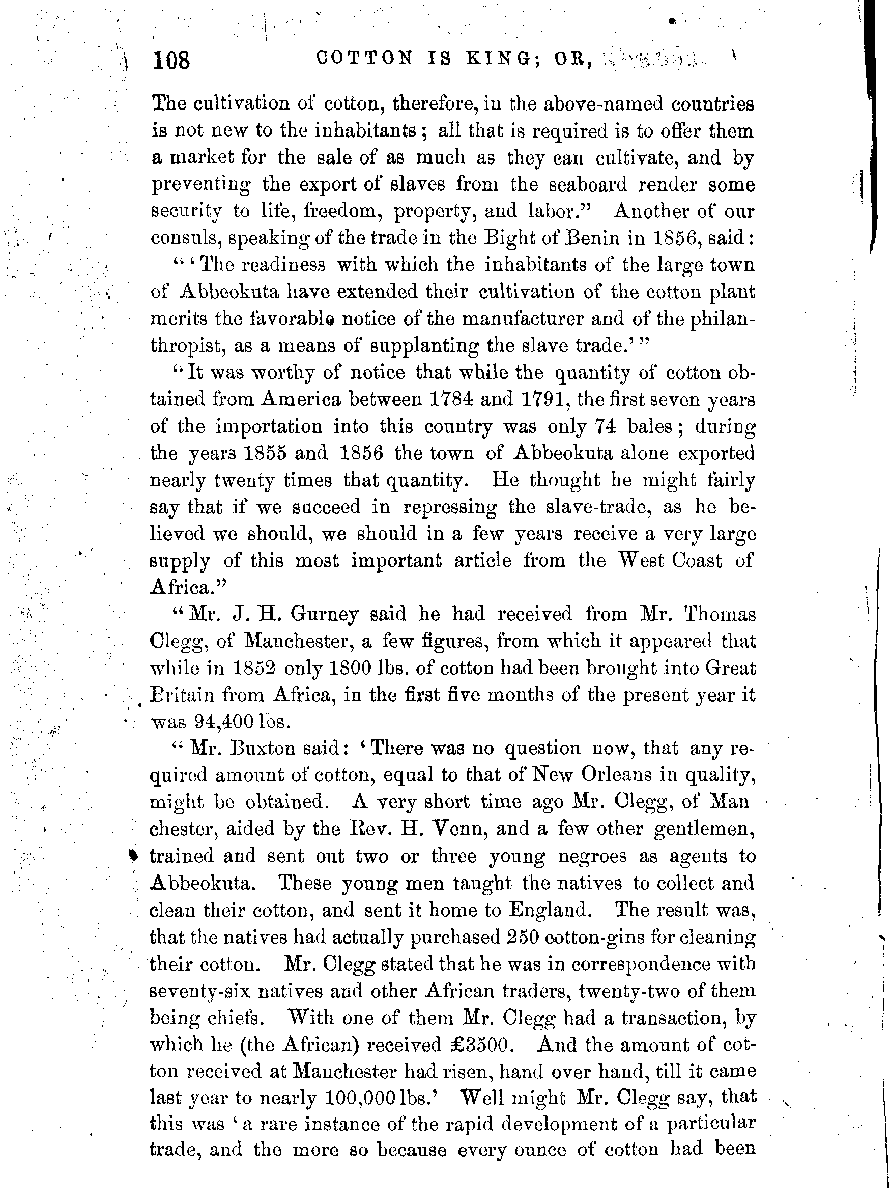 108 COTTON IS KING; OR,
The cultivation of cotton, therefore, in the above-named countries
is not new to the inhabitants; all that is required is to offer them
a market for the sale of as much as they can cultivate, and by
preventing the export of slaves from the seaboard render some
security to life, freedom, property, and labor.” Another of our
consuls, speaking of the trade in the Bight of Benin in 1856, said:
“‘The readiness with which the inhabitants of the large town
of Abbeokuta have extended their cultivation of the cotton plant
merits the favorable notice of the manufacturer and of the philan-
thropist, as a means of supplanting the slave trade.’”
“It was worthy of notice that while the quantity of cotton ob-
tained from America between 1784 and 1791, the first seven years
of the importation into this country was only 74 bales; during
the years 1855 and 1856 the town of Abbeokuta alone exported
nearly twenty times that quantity. He thought he might fairly
say that if we succeed in repressing the slave-trade, as he be-
lieved we should, we should in a few years receive a very large
supply of this most important article from the West Coast of
Africa.”
“Mr. J. H. Gurney said he had received from Mr. Thomas
Clegg, of Manchester, a few figures, from which it appeared that
while in 1852 only 1800 lbs. of cotton had been brought into Great
Britain from Africa, in the first five months of the present year it
was 94,400 lbs.
“Mr. Buxton said: ‘There was no question now, that any re-
quired amount of cotton, equal to that of New Orleans in quality,
might be obtained. A very short time ago Mr. Clegg, of Man
chester, aided by the Rev. H. Venn, and a few other gentlemen,
trained and sent out two or three young negroes as agents to
Abbeokuta. These young men taught the natives to collect and
clean their cotton, and sent it home to England. The result was,
that the natives had actually purchased 250 cotton-gins for cleaning
their cotton. Mr. Clegg stated that he was in correspondence with
seventy-six natives and other African traders, twenty-two of them
being chiefs. With one of them Mr. Clegg had a transaction, by
which he (the African) received £3500. And the amount of cot-
ton received at Manchester had risen, hand over hand, till it came
last year to nearly 100,000 lbs.’ Well might Mr. Clegg say, that
this was ‘a rare instance of the rapid development of a particular
trade, and the more so because every ounce of cotton had been